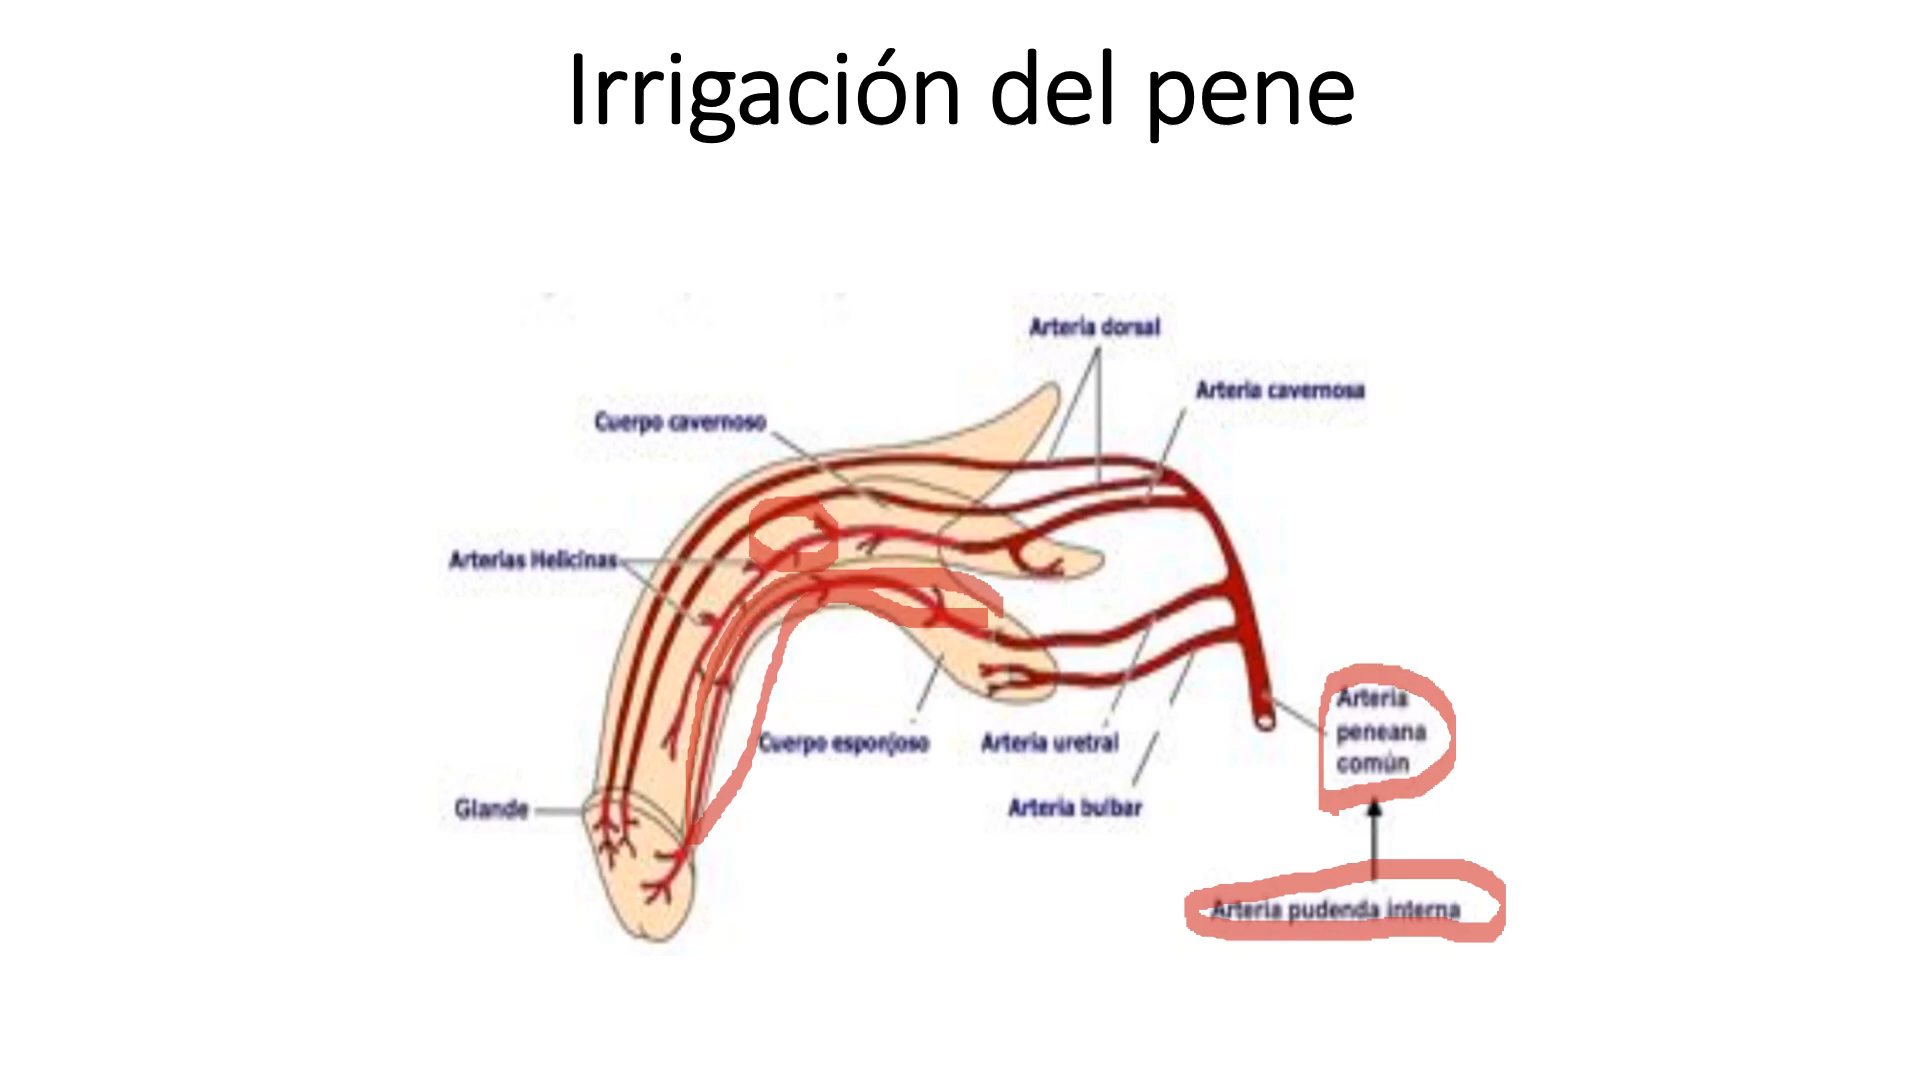 Irrigación del pene
Arteria dorsal
Arteria cavernosa
Cuerpo cavernoso
Arterias Helicinas
Arteria
peneana
común
Cuerpo esponjoso
Arteria uretral
Glande
Arteria bulbar
Arteria pudenda interna